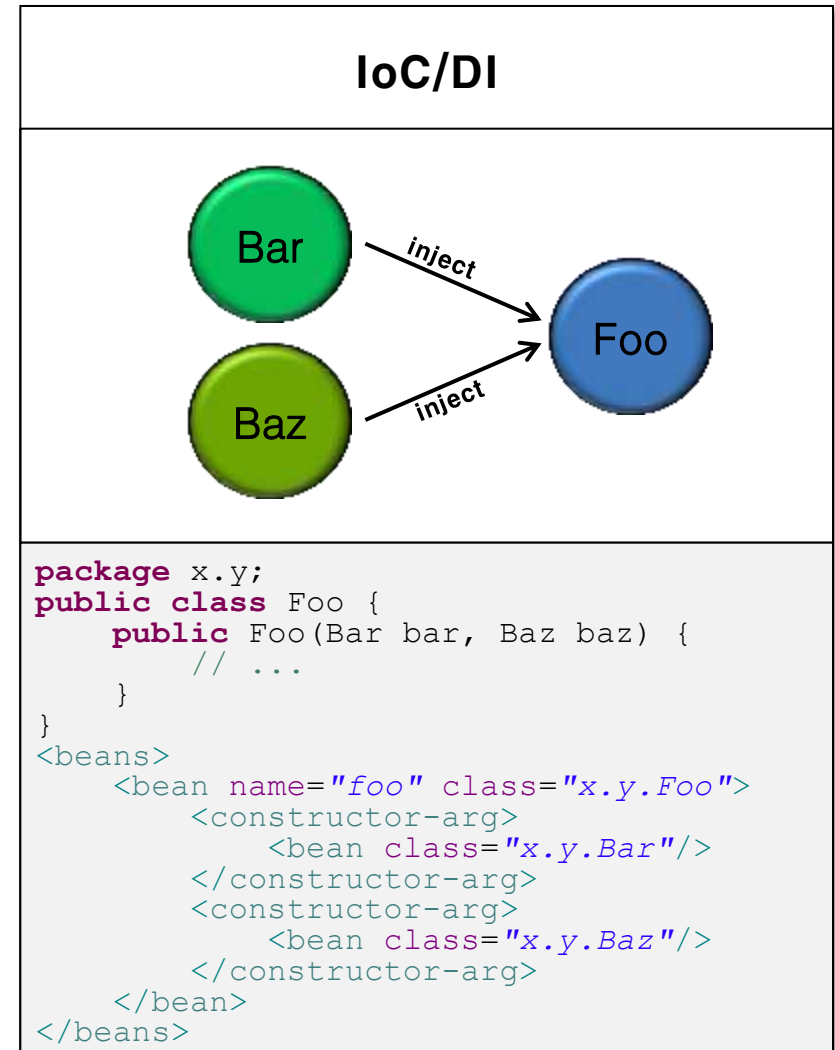 IoC/DI
Bar
inject
Foo
Baz
inject
package x.y;
public class Foo {
    public Foo(Bar bar, Baz baz) {
        // ...
    }
}
<beans>
    <bean name="foo" class="x.y.Foo">
        <constructor-arg>
            <bean class="x.y.Bar"/>
        </constructor-arg>
        <constructor-arg>
            <bean class="x.y.Baz"/>
        </constructor-arg>
    </bean>
</beans>